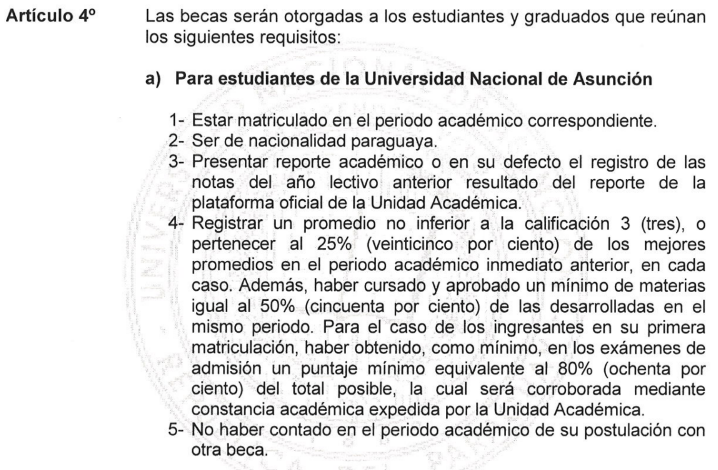 Artículo 4º Las becas serán otorgadas a los estudiantes y graduados que reúnan
los siguientes requisitos:
a) Para estudiantes de la Universidad Nacional de Asunción
1- Estar matriculado en el periodo académico correspondiente.
2- Ser de nacionalidad paraguaya.
3- Presentar reporte académico o en su defecto el registro de las
notas del año lectivo anterior resultado del reporte de la
plataforma oficial de la Unidad Académica.
4- Registrar un promedio no inferior a la calificación 3 (tres), o
pertenecer al 25% (veinticinco por ciento) de los mejores
promedios en el periodo académico inmediato anterior, en cada
caso. Además, haber cursado y aprobado un mínimo de materias
igual al 50% (cincuenta por ciento) de las desarrolladas en el
mismo periodo. Para el caso de los ingresantes en su primera
matriculación, haber obtenido, como mínimo, en los exámenes de
admisión un puntaje mínimo equivalente al 80% (ochenta por
ciento) del total posible, la cual será corroborada mediante
constancia académica expedida por la Unidad Académica.
5- No haber contado en el periodo académico de su postulación con
otra beca.